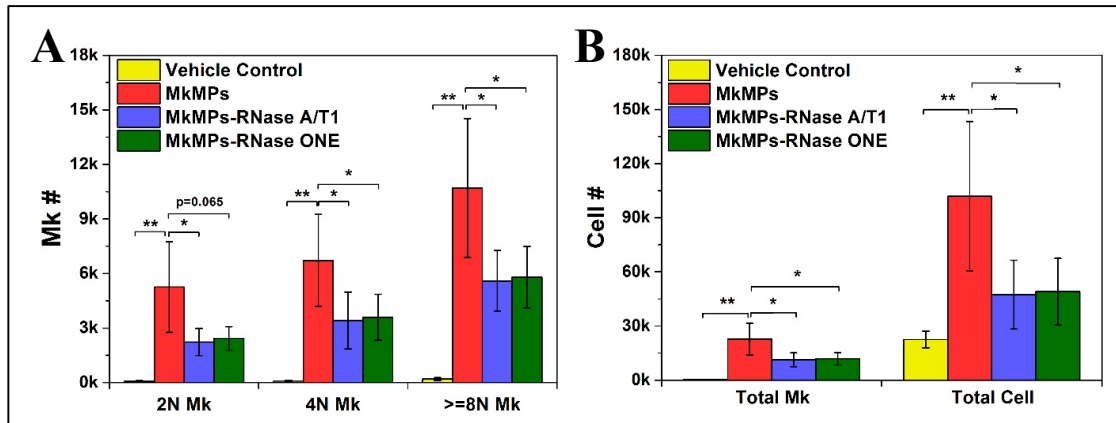 A
18k
15k
12k
9k
6k
3k
0k
Mk #
Vehicle Control
MkMPs
MkMPs-RNase A/T1
MkMPs-RNase ONE
** * p=0.065
** * *
** * *
2N Mk 4N Mk >=8N Mk
B
180k
150k
120k
90k
60k
30k
0k
Cell #
Vehicle Control
MkMPs
MkMPs-RNase A/T1
MkMPs-RNase ONE
** * *
** * *
Total Mk Total Cell